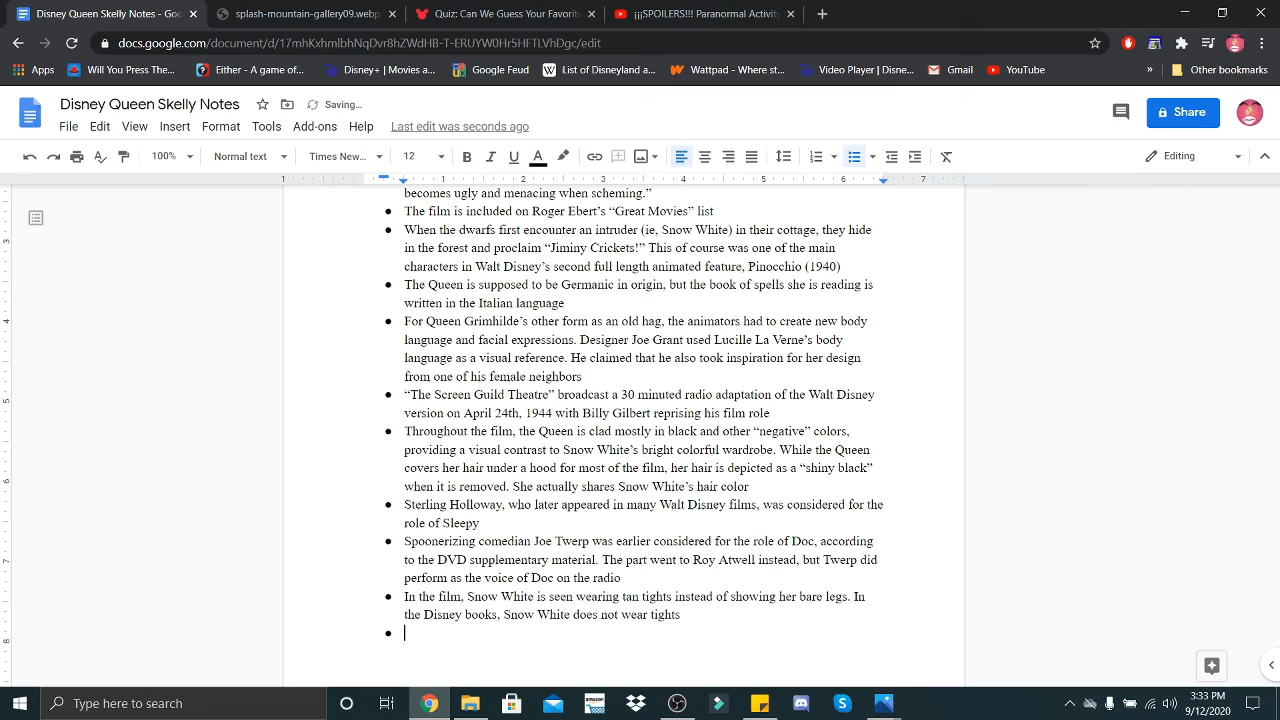 Disney Queen Skelly Notes - Goo
splash-mountain-gallery09.webp
Quiz: Can We Guess Your Favorit
¡¡¡SPOILERS!!! Paranormal Activity
docs.google.com/document/d/17mhKxhmlbhNqDvr8hZWdHB-T-ERUYW0Hr5HFTLVhDgc/edit
Apps
Will You Press The...
Either - A game of...
Disney+ | Movies a...
Google Feud
List of Disneyland a...
Wattpad - Where st...
Video Player | Disne...
Gmail
YouTube
»
Other bookmarks
Disney Queen Skelly Notes
Saving...
Share
File Edit View Insert Format Tools Add-ons Help Last edit was seconds ago
100% Normal text Times New... 12 B I U A Editing
1 1 2 3 4 5 6 7
becomes ugly and menacing when scheming.”
● The film is included on Roger Ebert’s “Great Movies” list
● When the dwarfs first encounter an intruder (ie, Snow White) in their cottage, they hide
in the forest and proclaim “Jiminy Crickets!” This of course was one of the main
characters in Walt Disney’s second full length animated feature, Pinocchio (1940)
● The Queen is supposed to be Germanic in origin, but the book of spells she is reading is
written in the Italian language
● For Queen Grimhilde’s other form as an old hag, the animators had to create new body
language and facial expressions. Designer Joe Grant used Lucille La Verne’s body
language as a visual reference. He claimed that he also took inspiration for her design
from one of his female neighbors
● “The Screen Guild Theatre” broadcast a 30 minuted radio adaptation of the Walt Disney
version on April 24th, 1944 with Billy Gilbert reprising his film role
● Throughout the film, the Queen is clad mostly in black and other “negative” colors,
providing a visual contrast to Snow White’s bright colorful wardrobe. While the Queen
covers her hair under a hood for most of the film, her hair is depicted as a “shiny black”
when it is removed. She actually shares Snow White’s hair color
● Sterling Holloway, who later appeared in many Walt Disney films, was considered for the
role of Sleepy
● Spoonerizing comedian Joe Twerp was earlier considered for the role of Doc, according
to the DVD supplementary material. The part went to Roy Atwell instead, but Twerp did
perform as the voice of Doc on the radio
● In the film, Snow White is seen wearing tan tights instead of showing her bare legs. In
the Disney books, Snow White does not wear tights
●
3
4
5
6
7
8
Type here to search
amazon
3:33 PM
9/12/2020